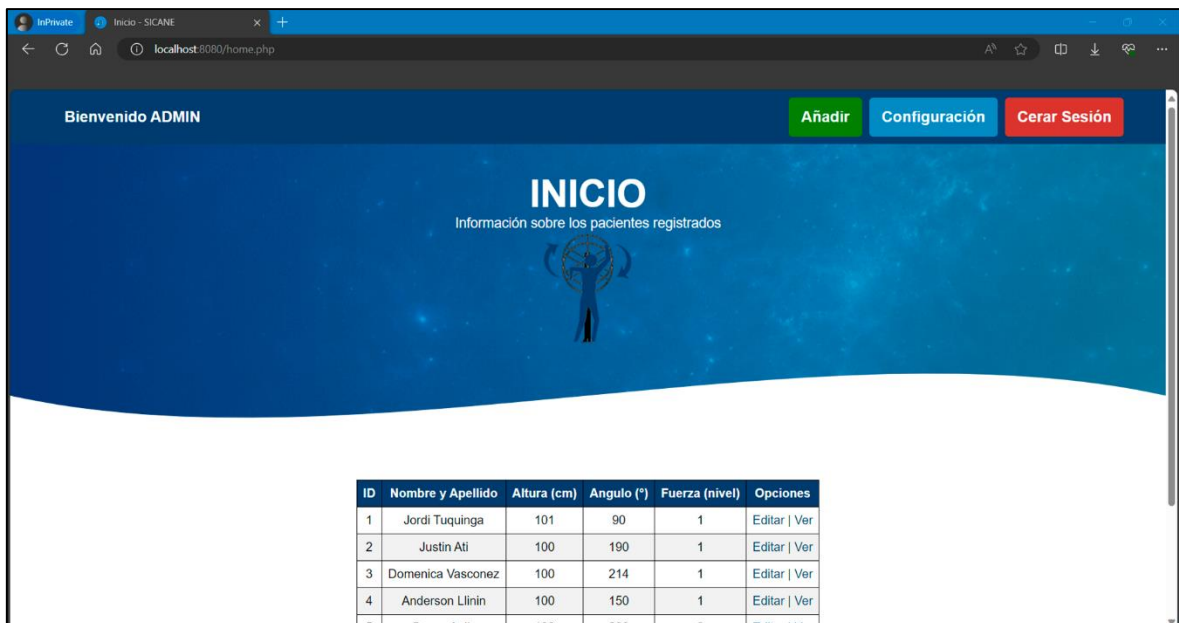 InPrivate
Inicio - SICANE
localhost:8080/home.php
Bienvenido ADMIN
Añadir
Configuración
Cerar Sesión
INICIO
Información sobre los pacientes registrados
ID Nombre y Apellido Altura (cm) Angulo (°) Fuerza (nivel) Opciones
1 Jordi Tuquinga 101 90 1 Editar | Ver
2 Justin Ati 100 190 1 Editar | Ver
3 Domenica Vasconez 100 214 1 Editar | Ver
4 Anderson Llinin 100 150 1 Editar | Ver